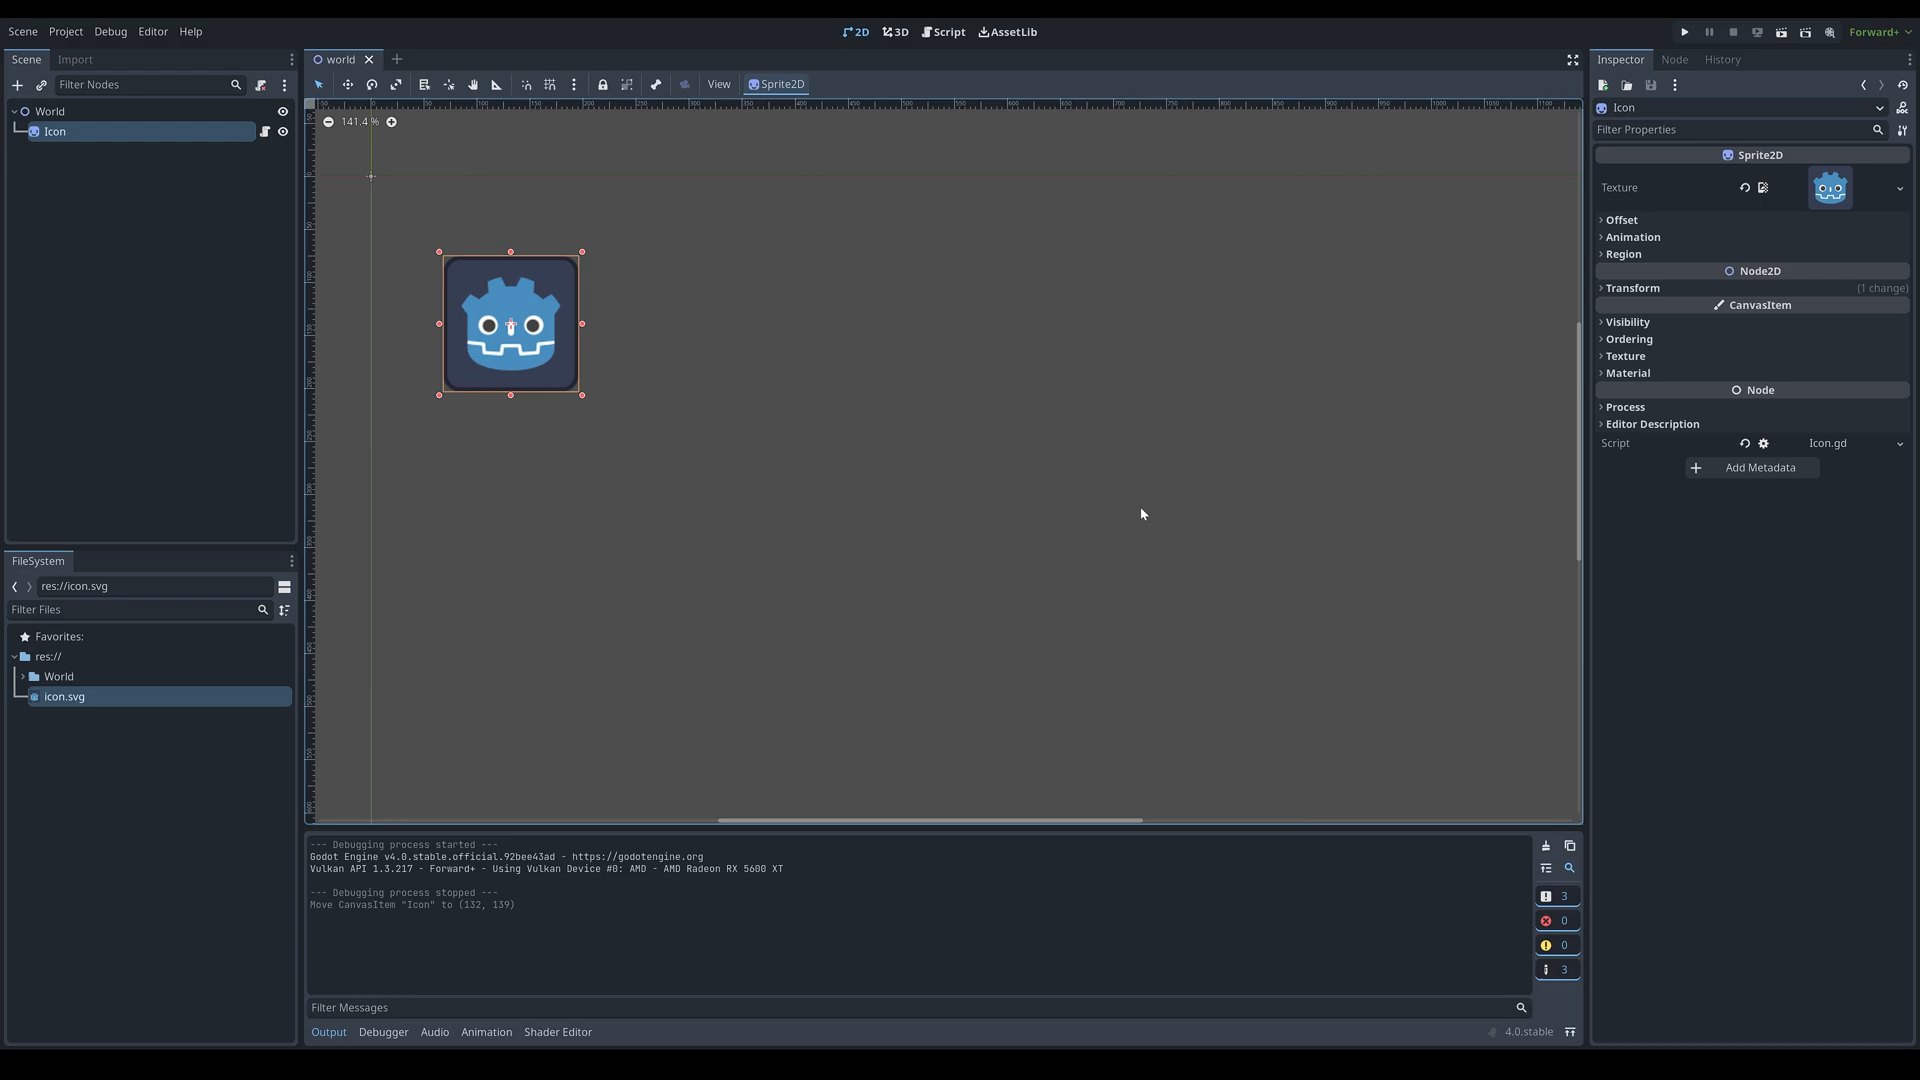 Scene Project Debug Editor Help
2D 3D Script AssetLib
Forward+
Scene Import
Filter Nodes
World
Icon
FileSystem
res://icon.svg
Filter Files
Favorites:
res://
World
icon.svg
world
View Sprite2D
141.4 %
--- Debugging process started ---
Godot Engine v4.0.stable.official.92bee43ad - https://godotengine.org
Vulkan API 1.3.217 - Forward+ - Using Vulkan Device #0: AMD - AMD Radeon RX 5600 XT
--- Debugging process stopped ---
Move CanvasItem "Icon" to (132, 139)
3
0
0
3
Filter Messages
Output Debugger Audio Animation Shader Editor
4.0.stable
Inspector Node History
Icon
Filter Properties
Sprite2D
Texture
Offset
Animation
Region
Node2D
Transform (1 change)
CanvasItem
Visibility
Ordering
Texture
Material
Node
Process
Editor Description
Script Icon.gd
Add Metadata